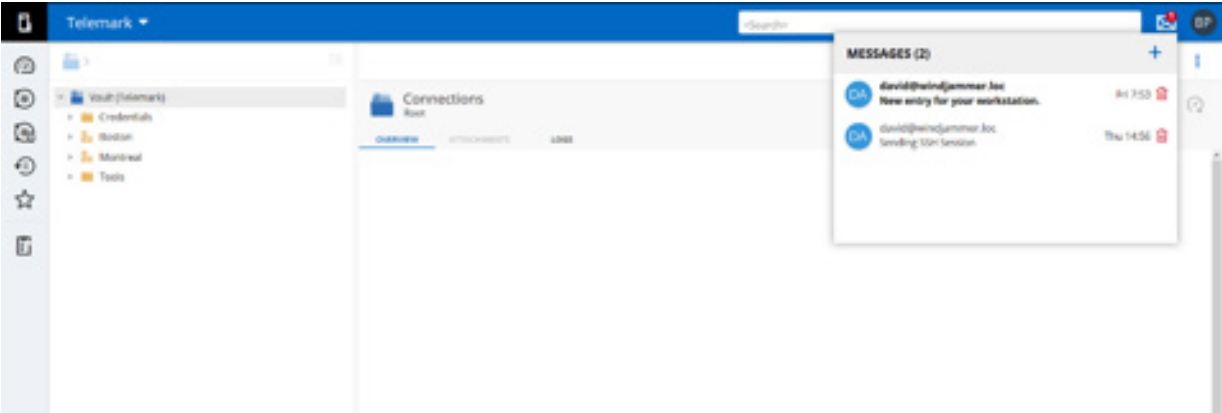 Telemark
<Search>
BP
MESSAGES (2)
+
DA
david@windjammer.loc
New entry for your workstation.
Fri 7:53
DA
david@windjammer.loc
Sending SSH Session
Thu 14:56
Vault (Telemark)
Credentials
Boston
Montreal
Tools
Connections
Root
OVERVIEW
ATTACHMENTS
LOGS